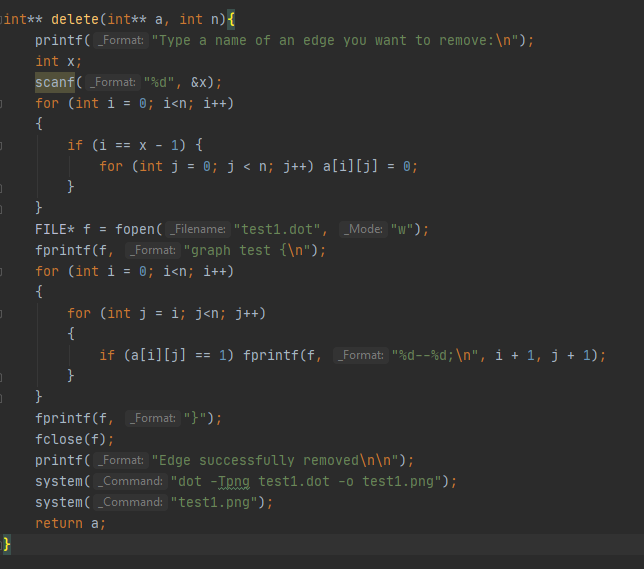 int** delete(int** a, int n){
    printf(_Format: "Type a name of an edge you want to remove:\n");
    int x;
    scanf(_Format: "%d", &x);
    for (int i = 0; i<n; i++)
    {
        if (i == x - 1) {
            for (int j = 0; j < n; j++) a[i][j] = 0;
        }
    }
    FILE* f = fopen(_Filename: "test1.dot", _Mode: "w");
    fprintf(f, _Format: "graph test {\n");
    for (int i = 0; i<n; i++)
    {
        for (int j = i; j<n; j++)
        {
            if (a[i][j] == 1) fprintf(f, _Format: "%d--%d;\n", i + 1, j + 1);
        }
    }
    fprintf(f, _Format: "}");
    fclose(f);
    printf(_Format: "Edge successfully removed\n\n");
    system(_Command: "dot -Tpng test1.dot -o test1.png");
    system(_Command: "test1.png");
    return a;
}